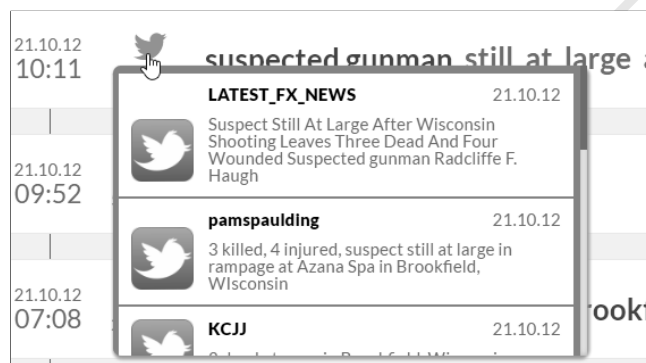 21.10.12
10:11
suspected gunman still at large
LATEST_FX_NEWS 21.10.12
Suspect Still At Large After Wisconsin
Shooting Leaves Three Dead And Four
Wounded Suspected gunman Radcliffe F.
Haugh
21.10.12
09:52
pamspaulding 21.10.12
3 killed, 4 injured, suspect still at large in
rampage at Azana Spa in Brookfield,
WIsconsin
21.10.12
07:08
KCJJ 21.10.12